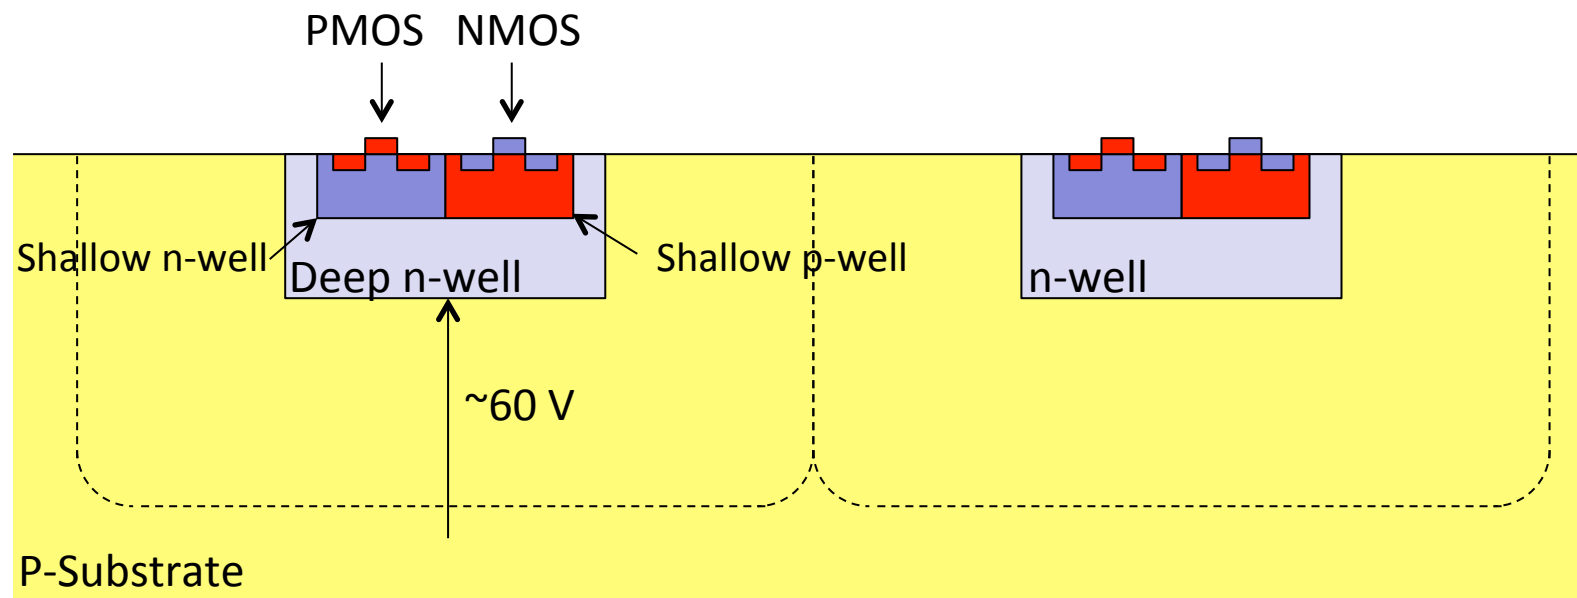 PMOS NMOS
Shallow n-well
Deep n-well
Shallow p-well
n-well
~60 V
P-Substrate